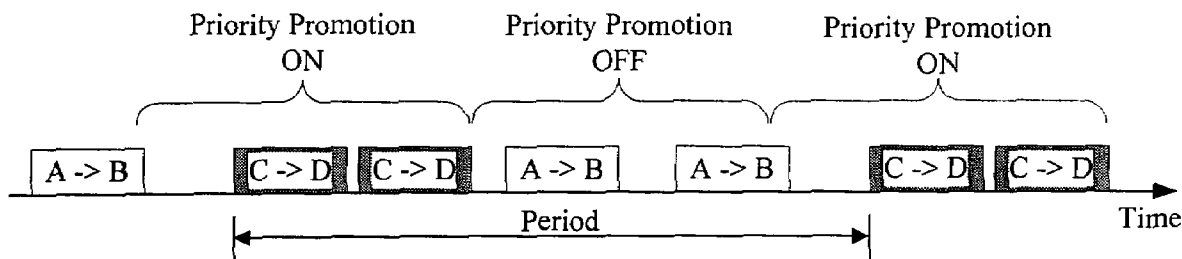 Priority Promotion
ON
Priority Promotion
OFF
Priority Promotion
ON
A -> B
C -> D
C -> D
A -> B
A -> B
C -> D
C -> D
Period
Time